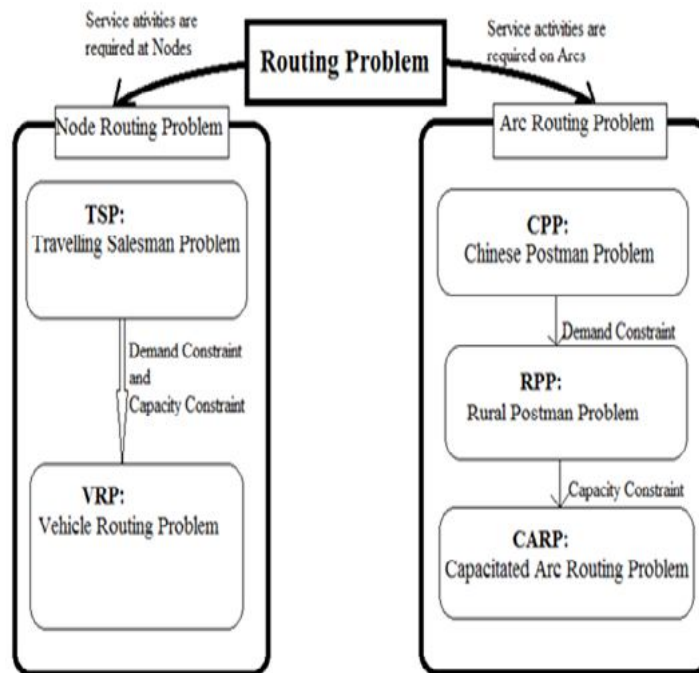 Service ativities are
required at Nodes
Routing Problem
Service activities are
required on Arcs
Node Routing Problem
TSP:
Travelling Salesman Problem
Demand Constraint
and
Capacity Constraint
VRP:
Vehicle Routing Problem
Arc Routing Problem
CPP:
Chinese Postman Problem
Demand Constraint
RPP:
Rural Postman Problem
Capacity Constraint
CARP:
Capacitated Arc Routing Problem